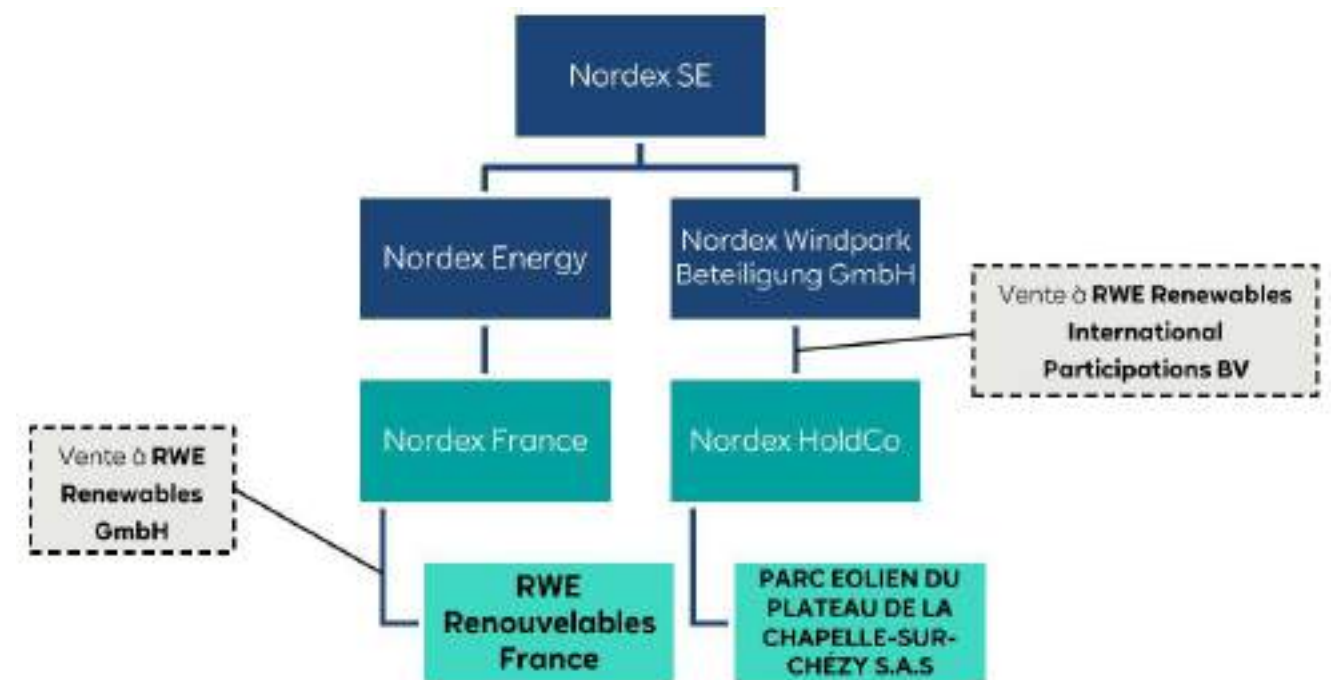 Nordex SE
Nordex Energy
Nordex Windpark
Beteiligung GmbH
Vente à RWE Renewables
International
Participations BV
Nordex France
Nordex HoldCo
Vente à RWE
Renewables
GmbH
RWE
Renouvelables
France
PARC EOLIEN DU
PLATEAU DE LA
CHAPELLE-SUR-
CHÉZY S.A.S